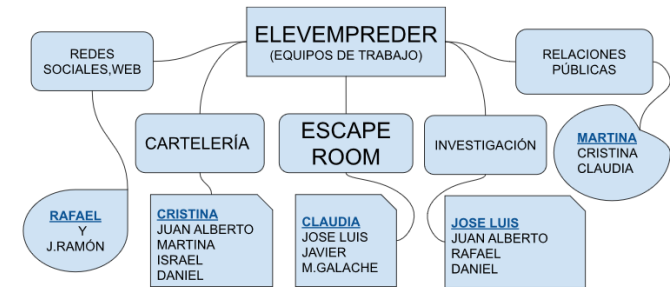 ELEVEMPREDER
(EQUIPOS DE TRABAJO)
REDES
SOCIALES,WEB
RELACIONES
PÚBLICAS
CARTELERÍA
ESCAPE
ROOM
INVESTIGACIÓN
RAFAEL
Y
J.RAMÓN
CRISTINA
JUAN ALBERTO
MARTINA
ISRAEL
DANIEL
CLAUDIA
JOSE LUIS
JAVIER
M.GALACHE
JOSE LUIS
JUAN ALBERTO
RAFAEL
DANIEL
MARTINA
CRISTINA
CLAUDIA